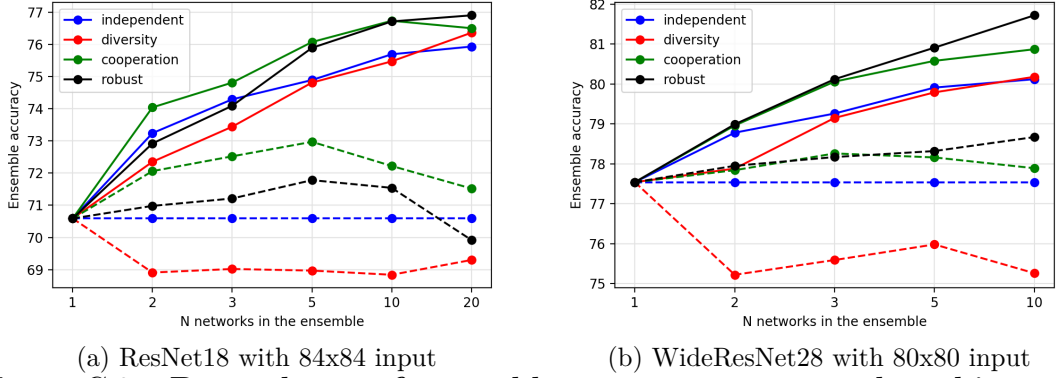 77
76
75
74
73
72
71
70
69
1
2
3
5
10
20
Ensemble accuracy
N networks in the ensemble
independent
diversity
cooperation
robust
(a) ResNet18 with 84x84 input
82
81
80
79
78
77
76
75
1
2
3
5
10
Ensemble accuracy
N networks in the ensemble
independent
diversity
cooperation
robust
(b) WideResNet28 with 80x80 input